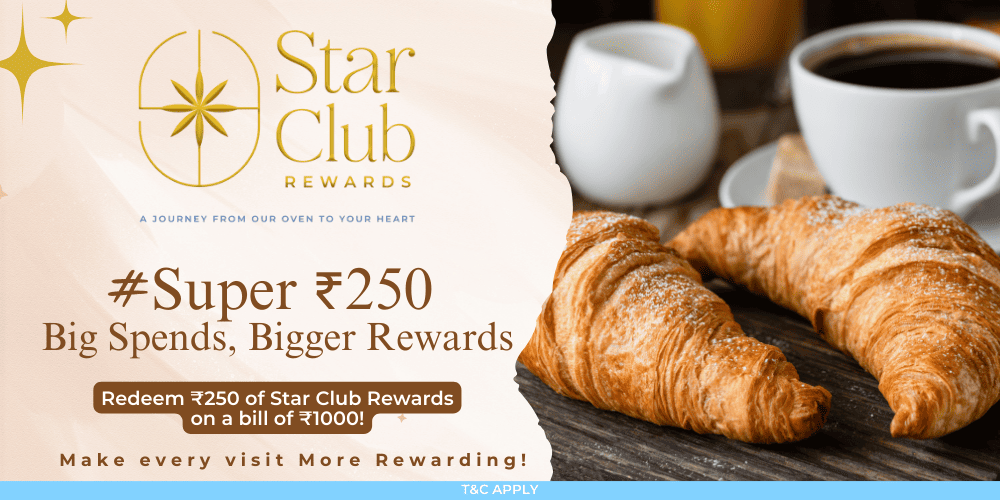 Star
Club
REWARDS
A JOURNEY FROM OUR OVEN TO YOUR HEART
#Super ₹250
Big Spends, Bigger Rewards
Redeem ₹250 of Star Club Rewards
on a bill of ₹1000!
Make every visit More Rewarding!
T&C APPLY